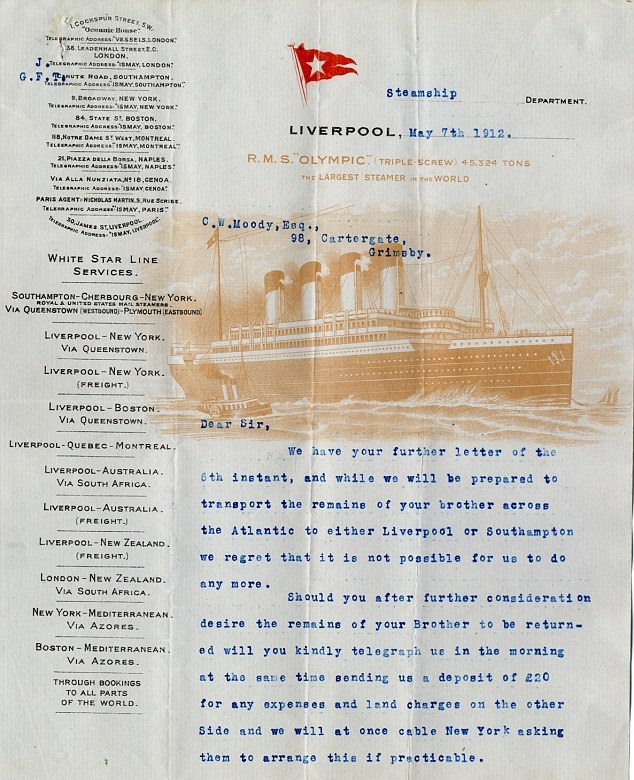 1, COCKSPUR STREET, S.W.
"Oceanic House"
TELEGRAPHIC ADDRESS "VESSELS, LONDON."
38, LEADENHALL STREET, E.C.
LONDON.
TELEGRAPHIC ADDRESS: "ISMAY, LONDON."
J.
G.F.T.
CANUTE ROAD, SOUTHAMPTON.
TELEGRAPHIC ADDRESS "ISMAY, SOUTHAMPTON."
9, BROADWAY, NEW YORK.
TELEGRAPHIC ADDRESS: "ISMAY, NEW YORK."
84, STATE ST. BOSTON.
TELEGRAPHIC ADDRESS: "ISMAY, BOSTON."
118, NOTRE DAME ST WEST, MONTREAL.
TELEGRAPHIC ADDRESS: "ISMAY, MONTREAL."
21, PIAZZA DELLA BORSA, NAPLES.
TELEGRAPHIC ADDRESS: "ISMAY, NAPLES."
VIA ALLA NUNZIATA, No 18, GENOA.
TELEGRAPHIC ADDRESS: "ISMAY, GENOA."
PARIS AGENT:- NICHOLAS MARTIN, 9, RUE SCRIBE.
TELEGRAPHIC ADDRESS: "ISMAY, PARIS."
30, JAMES ST. LIVERPOOL.
TELEGRAPHIC ADDRESS: "ISMAY, LIVERPOOL."
WHITE STAR LINE
SERVICES.
SOUTHAMPTON-CHERBOURG-NEW YORK.
ROYAL & UNITED STATES MAIL STEAMERS.
VIA QUEENSTOWN (WESTBOUND)-PLYMOUTH (EASTBOUND)
LIVERPOOL-NEW YORK.
VIA QUEENSTOWN.
LIVERPOOL-NEW YORK.
(FREIGHT.)
LIVERPOOL-BOSTON.
VIA QUEENSTOWN.
LIVERPOOL-QUEBEC-MONTREAL.
LIVERPOOL-AUSTRALIA.
VIA SOUTH AFRICA.
LIVERPOOL-AUSTRALIA.
(FREIGHT.)
LIVERPOOL-NEW ZEALAND.
(FREIGHT.)
LONDON-NEW ZEALAND.
VIA SOUTH AFRICA.
NEW YORK-MEDITERRANEAN.
VIA AZORES.
BOSTON-MEDITERRANEAN.
VIA AZORES.
THROUGH BOOKINGS
TO ALL PARTS
OF THE WORLD.
Steamship DEPARTMENT.
LIVERPOOL, May 7th 1912.
R.M.S. "OLYMPIC" (TRIPLE-SCREW) 45,324 TONS
THE LARGEST STEAMER IN THE WORLD
C.W.Moody, Esq.,
98, Cartergate,
Grimsby.
Dear Sir,
We have your further letter of the
6th instant, and while we will be prepared to
transport the remains of your brother across
the Atlantic to either Liverpool or Southampton
we regret that it is not possible for us to do
any more.
Should you after further consideration
desire the remains of your Brother to be return-
ed will you kindly telegraph us in the morning
at the same time sending us a deposit of £20
for any expenses and land charges on the other
Side and we will at once cable New York asking
them to arrange this if practicable.